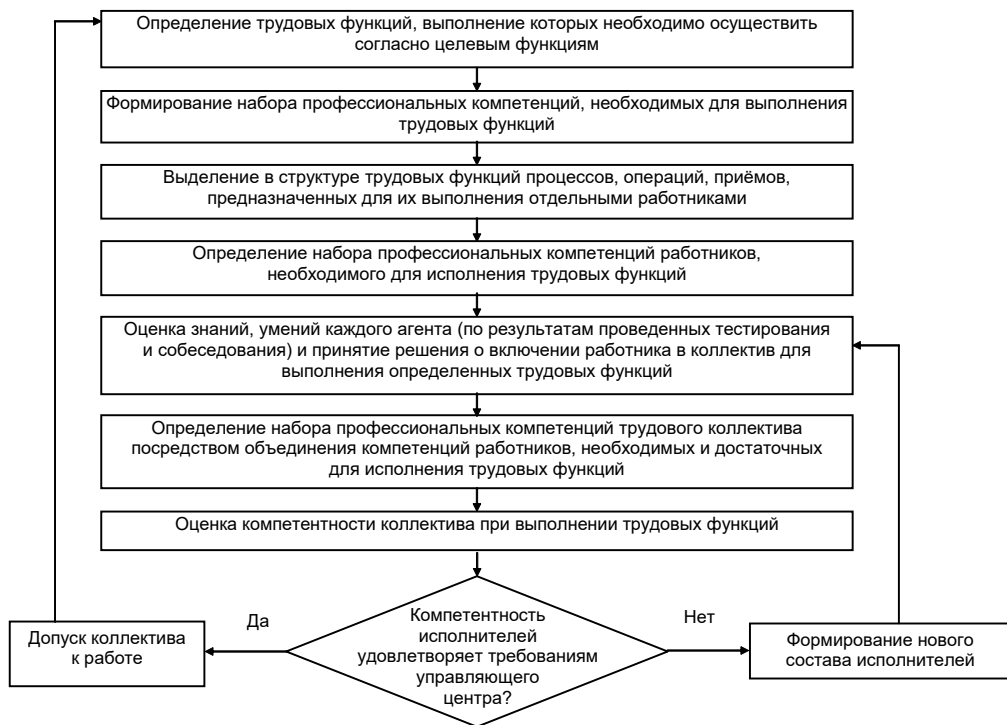 Определение трудовых функций, выполнение которых необходимо осуществить
согласно целевым функциям
Формирование набора профессиональных компетенций, необходимых для выполнения
трудовых функций
Выделение в структуре трудовых функций процессов, операций, приёмов,
предназначенных для их выполнения отдельными работниками
Определение набора профессиональных компетенций работников,
необходимого для исполнения трудовых функций
Оценка знаний, умений каждого агента (по результатам проведенных тестирования
и собеседования) и принятие решения о включении работника в коллектив для
выполнения определенных трудовых функций
Определение набора профессиональных компетенций трудового коллектива
посредством объединения компетенций работников, необходимых и достаточных
для исполнения трудовых функций
Оценка компетентности коллектива при выполнении трудовых функций
Компетентность
исполнителей
удовлетворяет требованиям
управляющего
центра?
Да
Допуск коллектива
к работе
Нет
Формирование нового
состава исполнителей